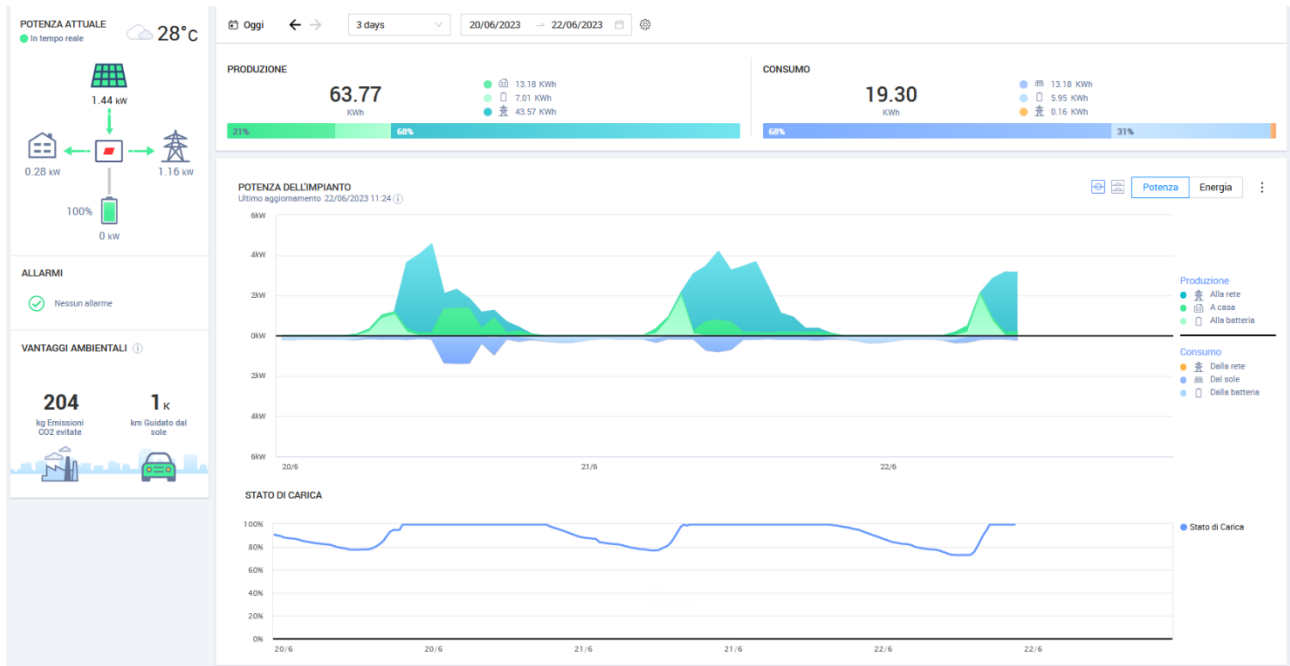 POTENZA ATTUALE
In tempo reale
28°c
1.44 kW
0.28 kW
1.16 kW
100%
0 kW
ALLARMI
Nessun allarme
VANTAGGI AMBIENTALI
204
kg Emissioni
CO2 evitate
1 K
km Guidato dal
sole
Oggi
3 days
20/06/2023 → 22/06/2023
PRODUZIONE
63.77
KWh
13.18 KWh
7.01 KWh
43.57 KWh
21%
68%
CONSUMO
19.30
KWh
13.18 KWh
5.95 KWh
0.16 KWh
68%
31%
POTENZA DELL'IMPIANTO
Ultimo aggiornamento 22/06/2023 11:24
Potenza
Energia
6kW
4kW
2kW
0kW
2kW
4kW
6kW
20/6
21/6
22/6
Produzione
Alla rete
A casa
Alla batteria
Consumo
Dalla rete
Dal sole
Dalla batteria
STATO DI CARICA
100%
80%
60%
40%
20%
0%
20/6
20/6
21/6
21/6
22/6
22/6
Stato di Carica